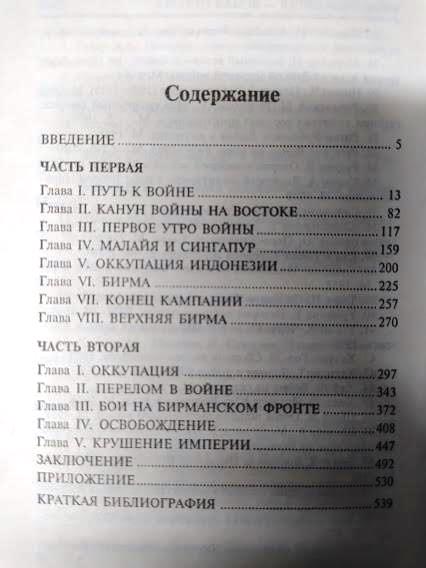 Содержание
ВВЕДЕНИЕ ..... 5
ЧАСТЬ ПЕРВАЯ
Глава I. ПУТЬ К ВОЙНЕ ..... 13
Глава II. КАНУН ВОЙНЫ НА ВОСТОКЕ ..... 82
Глава III. ПЕРВОЕ УТРО ВОЙНЫ ..... 117
Глава IV. МАЛАЙЯ И СИНГАПУР ..... 159
Глава V. ОККУПАЦИЯ ИНДОНЕЗИИ ..... 200
Глава VI. БИРМА ..... 225
Глава VII. КОНЕЦ КАМПАНИИ ..... 257
Глава VIII. ВЕРХНЯЯ БИРМА ..... 270
ЧАСТЬ ВТОРАЯ
Глава I. ОККУПАЦИЯ ..... 297
Глава II. ПЕРЕЛОМ В ВОЙНЕ ..... 343
Глава III. БОИ НА БИРМАНСКОМ ФРОНТЕ ..... 372
Глава IV. ОСВОБОЖДЕНИЕ ..... 408
Глава V. КРУШЕНИЕ ИМПЕРИИ ..... 447
ЗАКЛЮЧЕНИЕ ..... 492
ПРИЛОЖЕНИЕ ..... 530
КРАТКАЯ БИБЛИОГРАФИЯ ..... 539